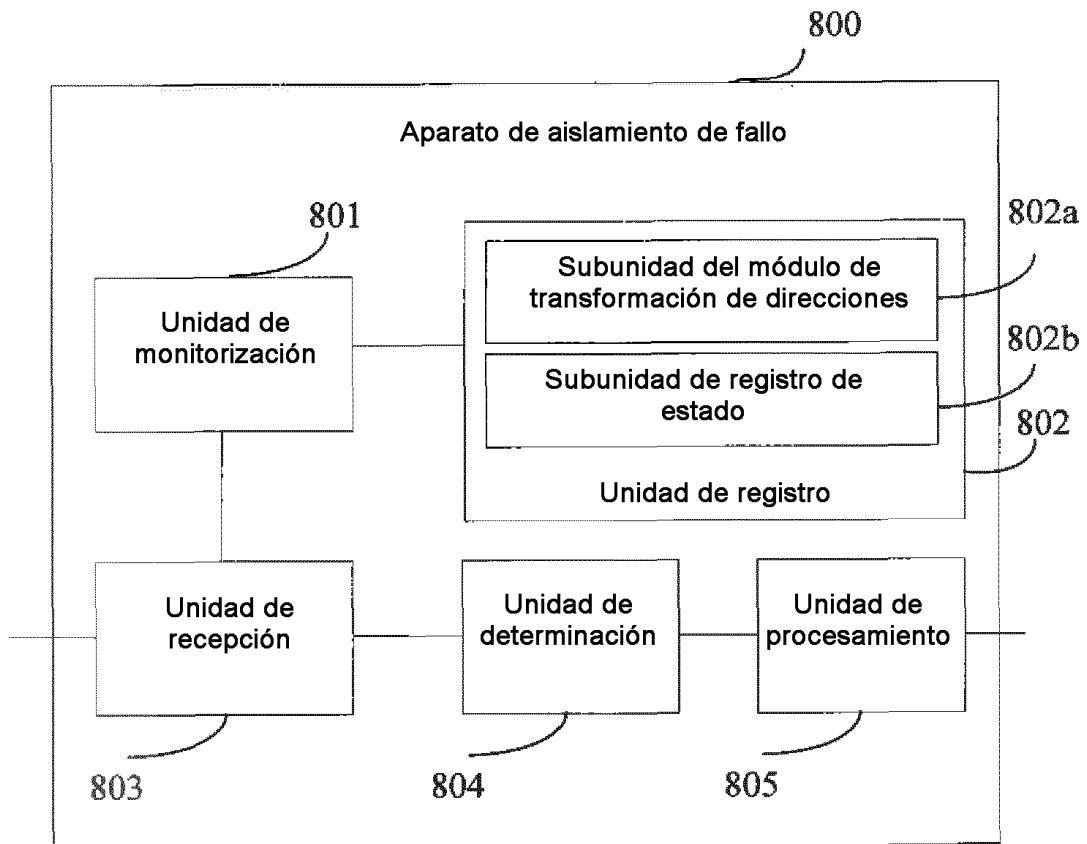 800
Aparato de aislamiento de fallo
801
802a
Subunidad del módulo de
transformación de direcciones
Unidad de
monitorización
802b
Subunidad de registro de
estado
802
Unidad de registro
Unidad de
recepción
Unidad de
determinación
Unidad de
procesamiento
803
804
805